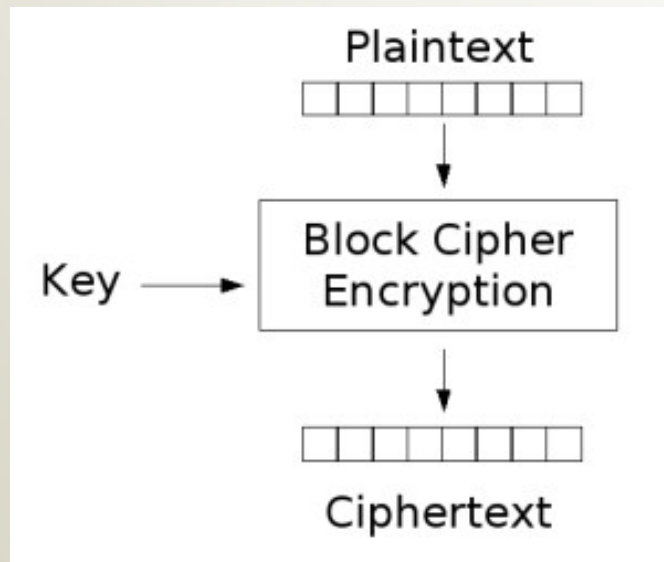 Plaintext
Block Cipher
Encryption
Key
Ciphertext